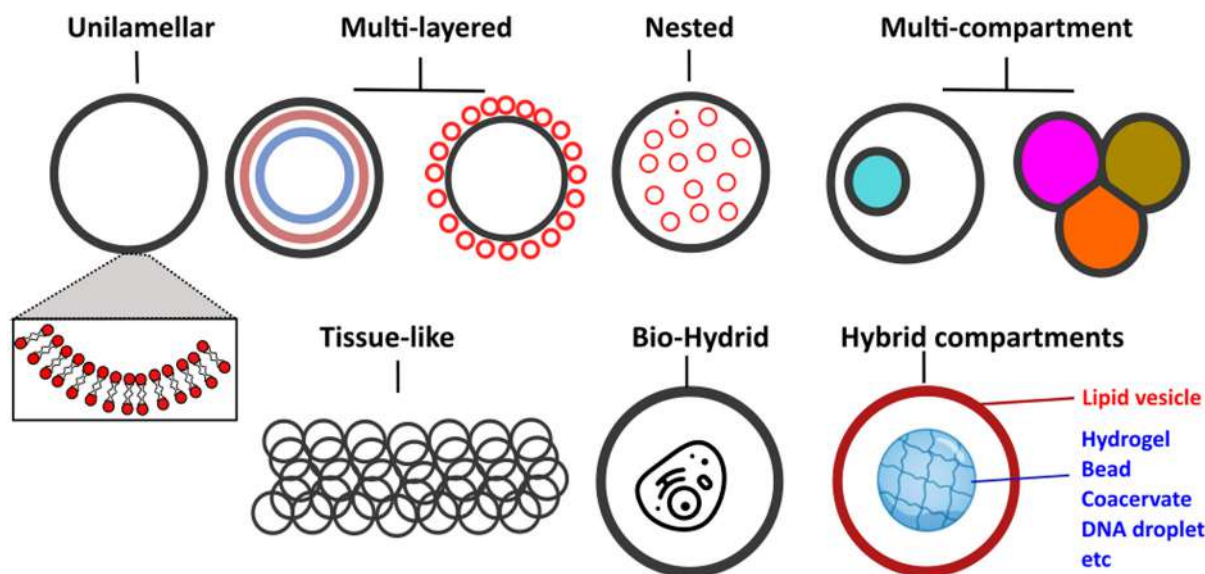 Unilamellar
Multi-layered
Nested
Multi-compartment
Tissue-like
Bio-Hydrid
Hybrid compartments
Lipid vesicle
Hydrogel
Bead
Coacervate
DNA droplet
etc